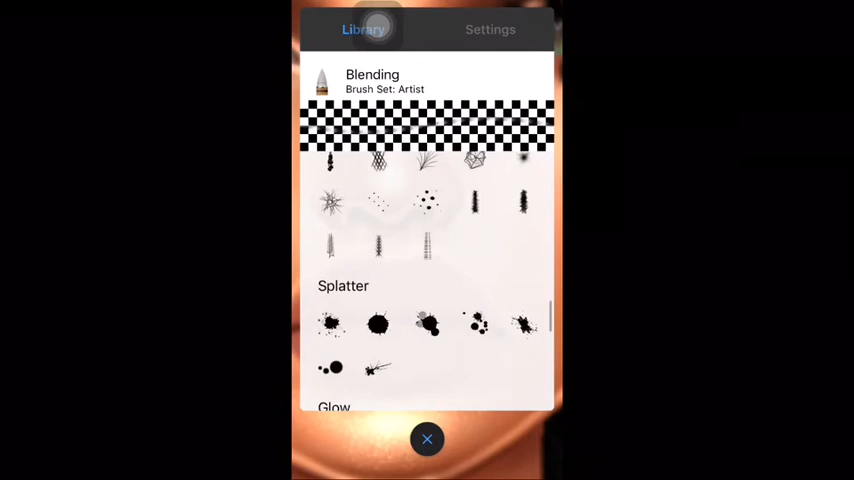 Library
Settings
Blending
Brush Set: Artist
Splatter
Glow